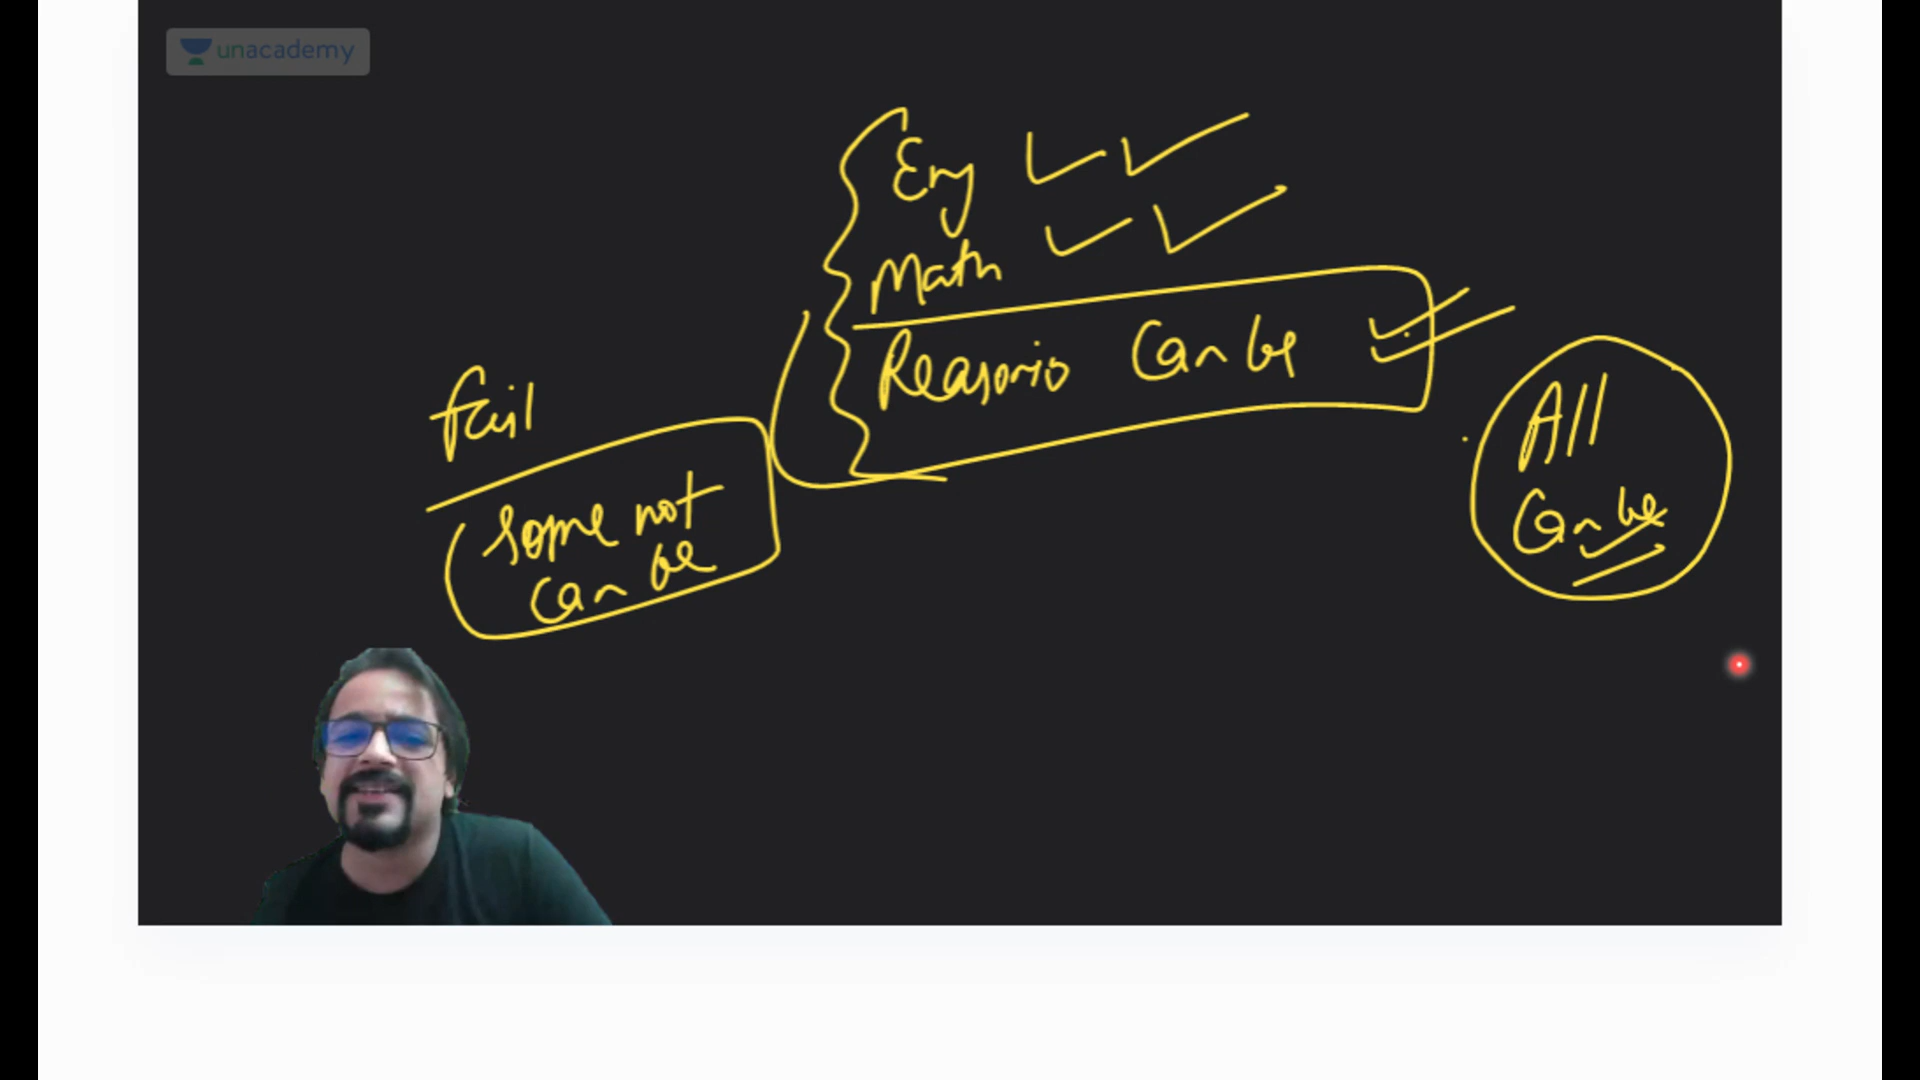 unacademy
Eng
Math
Reasonio Can be
fail
Some not
can be
All
Can be